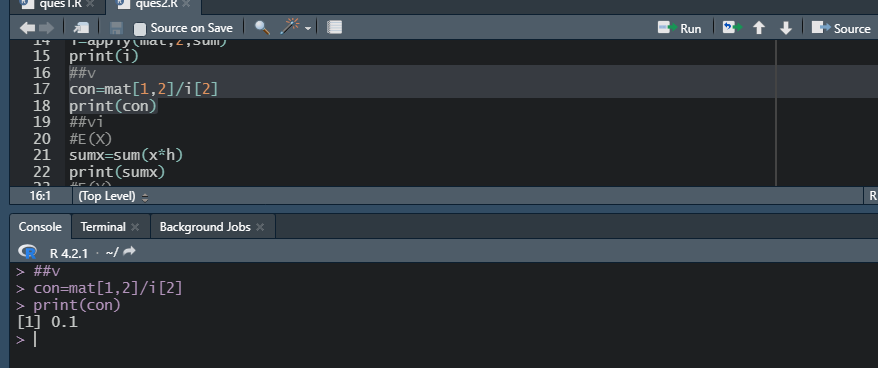 ques1.R ques2.R
Source on Save Run Source
14 i=apply(mat,2,sum)
15 print(i)
16 ##v
17 con=mat[1,2]/i[2]
18 print(con)
19 ##vi
20 #E(X)
21 sumx=sum(x*h)
22 print(sumx)
23 #E(Y)
16:1 (Top Level) R
Console Terminal Background Jobs
R 4.2.1 · ~/
> ##v
> con=mat[1,2]/i[2]
> print(con)
[1] 0.1
>